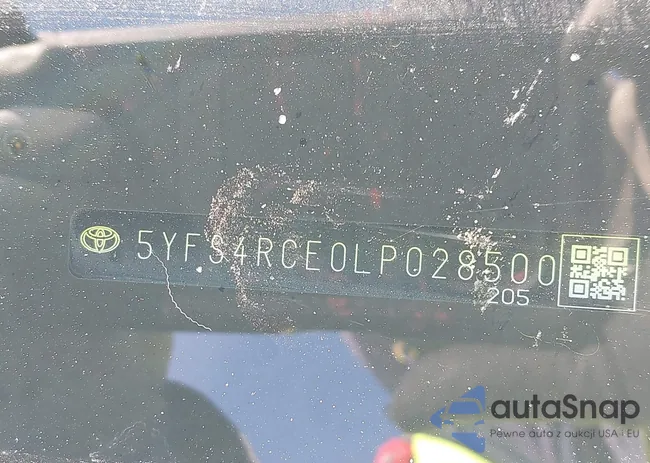 5YFS4RCE0LP028500
205
autaSnap
Pewne auta z aukcji USA i EU